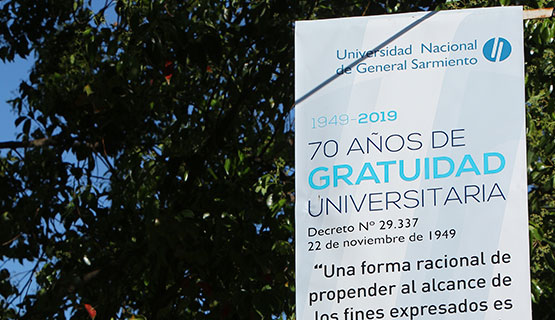 Universidad Nacional
de General Sarmiento
1949-2019
70 AÑOS DE
GRATUIDAD
UNIVERSITARIA
Decreto Nº 29.337
22 de noviembre de 1949
“Una forma racional de
propender al alcance de
los fines expresados es